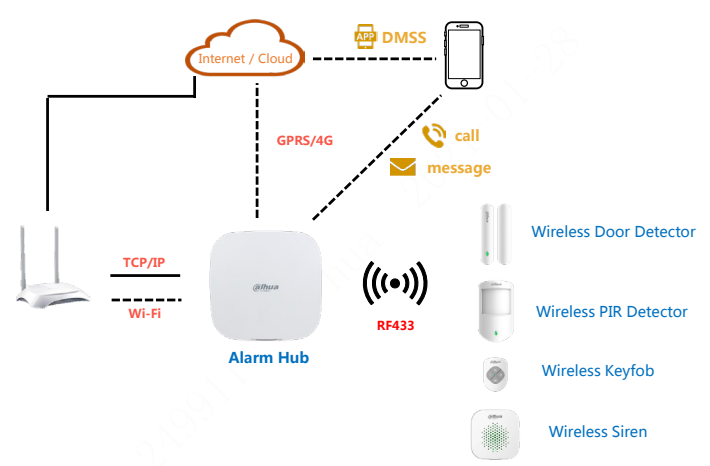 APP DMSS
Internet / Cloud
call
GPRS/4G
message
Wireless Door Detector
TCP/IP
alhua
Wi-Fi
RF433
Wireless PIR Detector
Alarm Hub
Wireless Keyfob
Wireless Siren